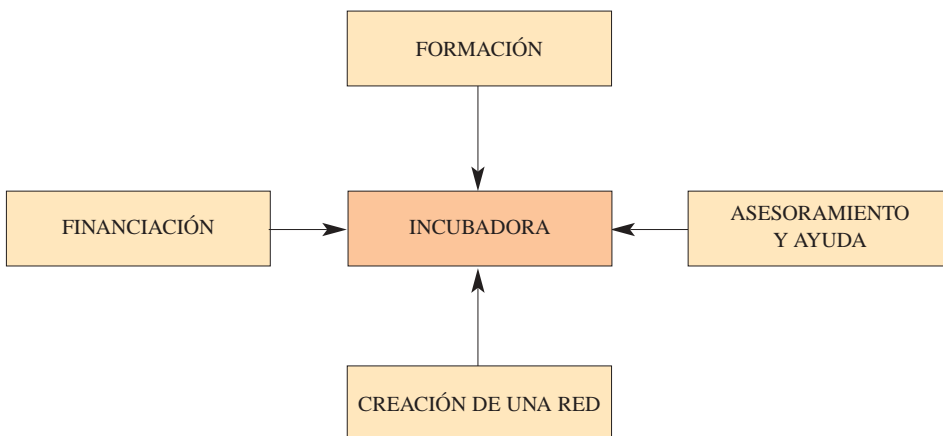 FORMACIÓN
FINANCIACIÓN
INCUBADORA
ASESORAMIENTO
Y AYUDA
CREACIÓN DE UNA RED